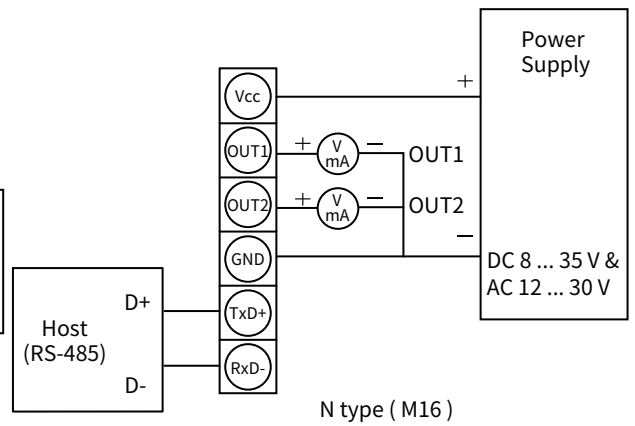 Power
Supply
+
Vcc
OUT1
+
V
mA
−
OUT1
OUT2
+
V
mA
−
OUT2
−
GND
DC 8 ... 35 V &
AC 12 ... 30 V
D+
TxD+
Host
(RS-485)
D-
RxD-
N type ( M16 )